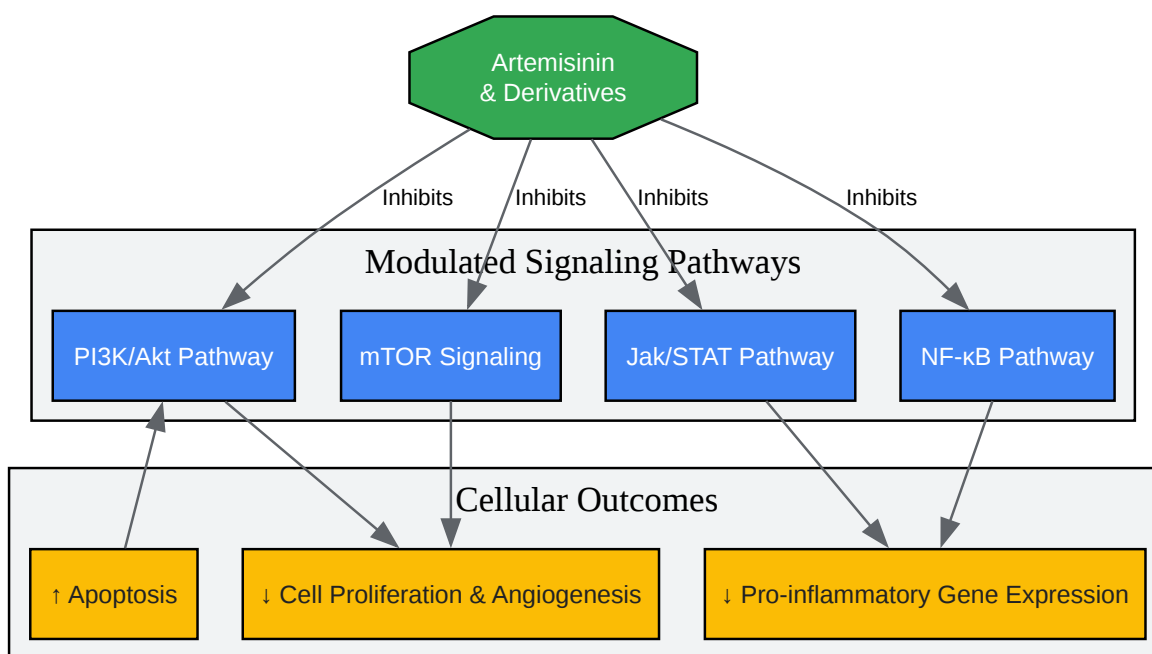 Artemisinin
& Derivatives
Inhibits
Inhibits
Inhibits
Inhibits
Modulated Signaling Pathways
PI3K/Akt Pathway
mTOR Signaling
Jak/STAT Pathway
NF-κB Pathway
Cellular Outcomes
↑ Apoptosis
↓ Cell Proliferation & Angiogenesis
↓ Pro-inflammatory Gene Expression